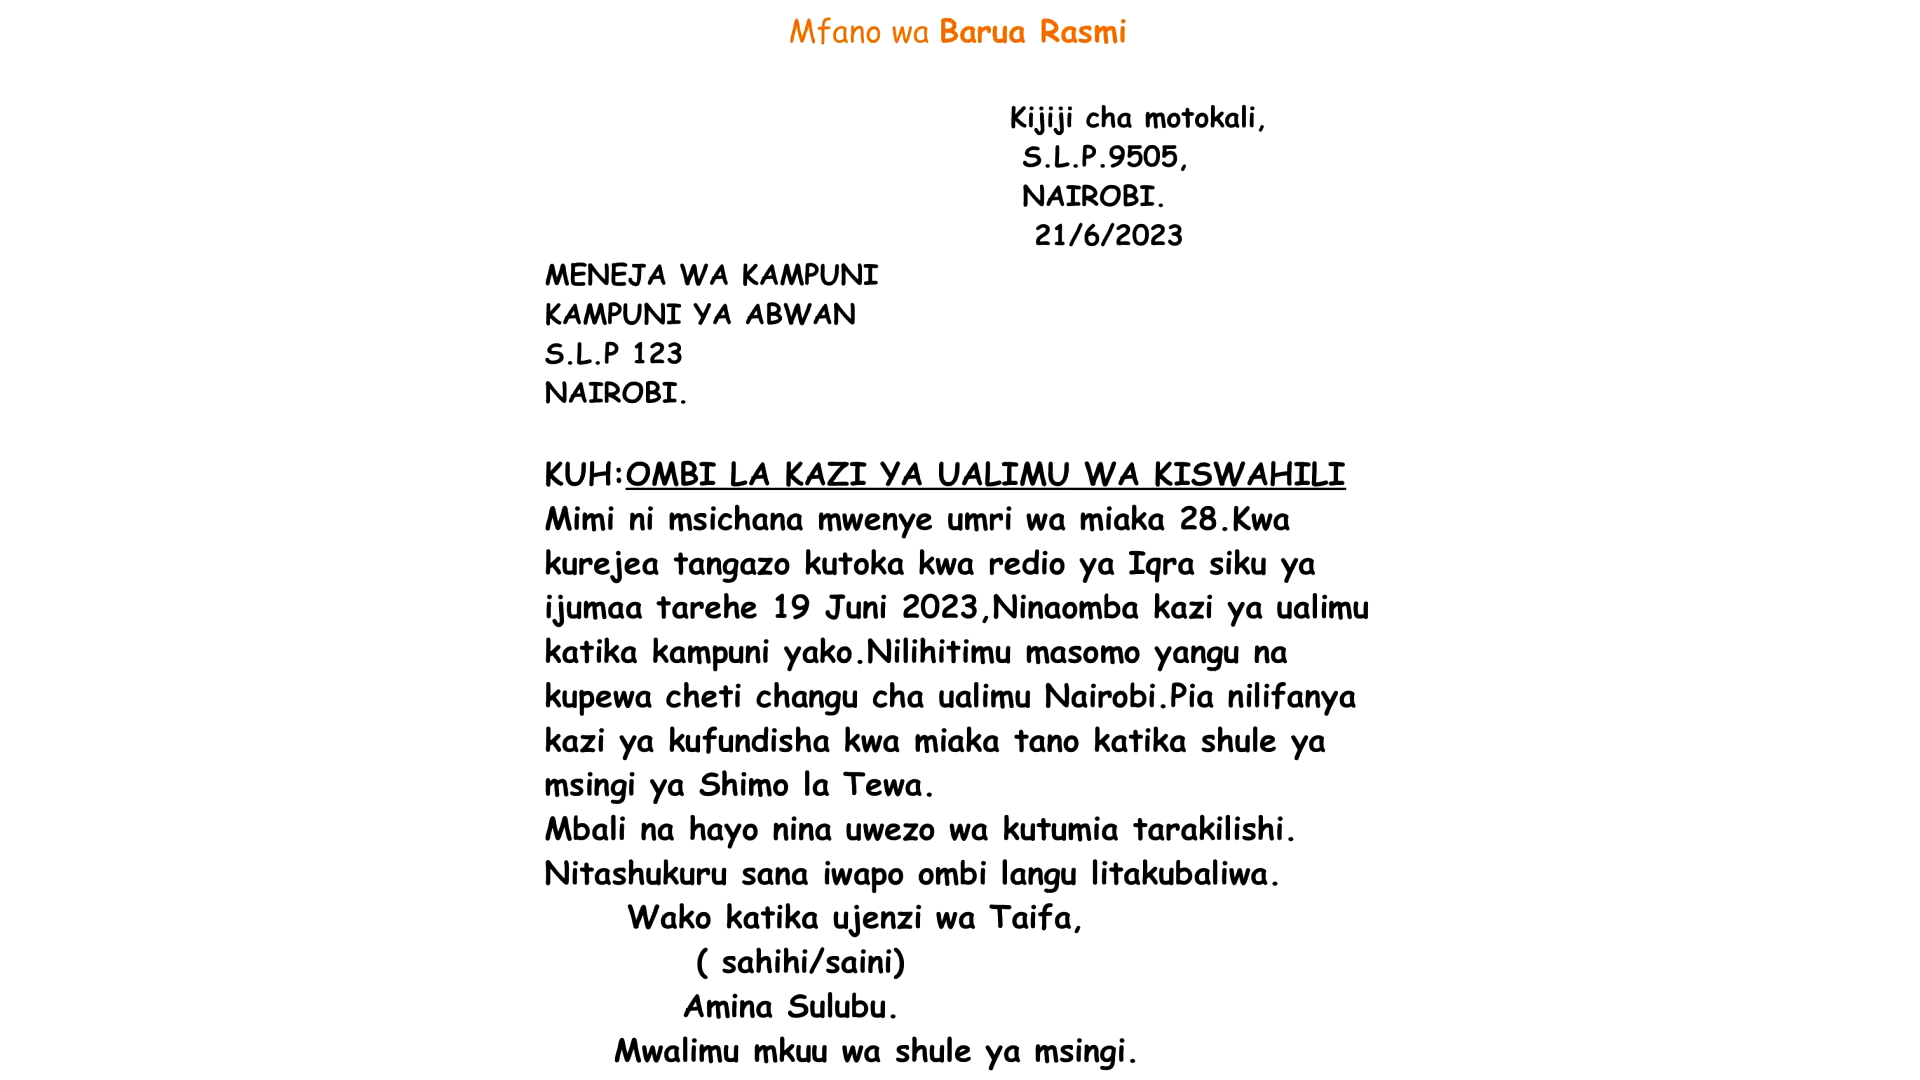 Mfano wa Barua Rasmi
Kijiji cha motokali,
S.L.P.9505,
NAIROBI.
21/6/2023
MENEJA WA KAMPUNI
KAMPUNI YA ABWAN
S.L.P 123
NAIROBI.
KUH:OMBI LA KAZI YA UALIMU WA KISWAHILI
Mimi ni msichana mwenye umri wa miaka 28.Kwa
kurejea tangazo kutoka kwa redio ya Iqra siku ya
ijumaa tarehe 19 Juni 2023,Ninaomba kazi ya ualimu
katika kampuni yako.Nilihitimu masomo yangu na
kupewa cheti changu cha ualimu Nairobi.Pia nilifanya
kazi ya kufundisha kwa miaka tano katika shule ya
msingi ya Shimo la Tewa.
Mbali na hayo nina uwezo wa kutumia tarakilishi.
Nitashukuru sana iwapo ombi langu litakubaliwa.
Wako katika ujenzi wa Taifa,
( sahihi/saini)
Amina Sulubu.
Mwalimu mkuu wa shule ya msingi.